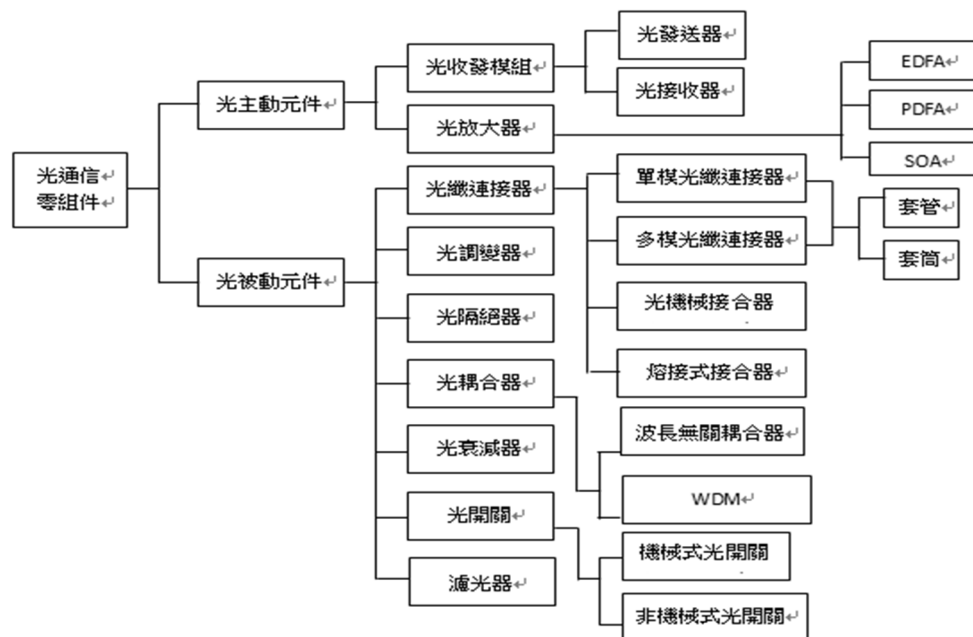 光發送器
光收發模組
EDFA
光接收器
光主動元件
PDFA
光放大器
SOA
光通信
零組件
光纖連接器
單模光纖連接器
套管
光調變器
多模光纖連接器
套筒
光被動元件
光隔絕器
光機械接合器
光耦合器
熔接式接合器
光衰減器
波長無關耦合器
WDM
光開關
機械式光開關
濾光器
非機械式光開關